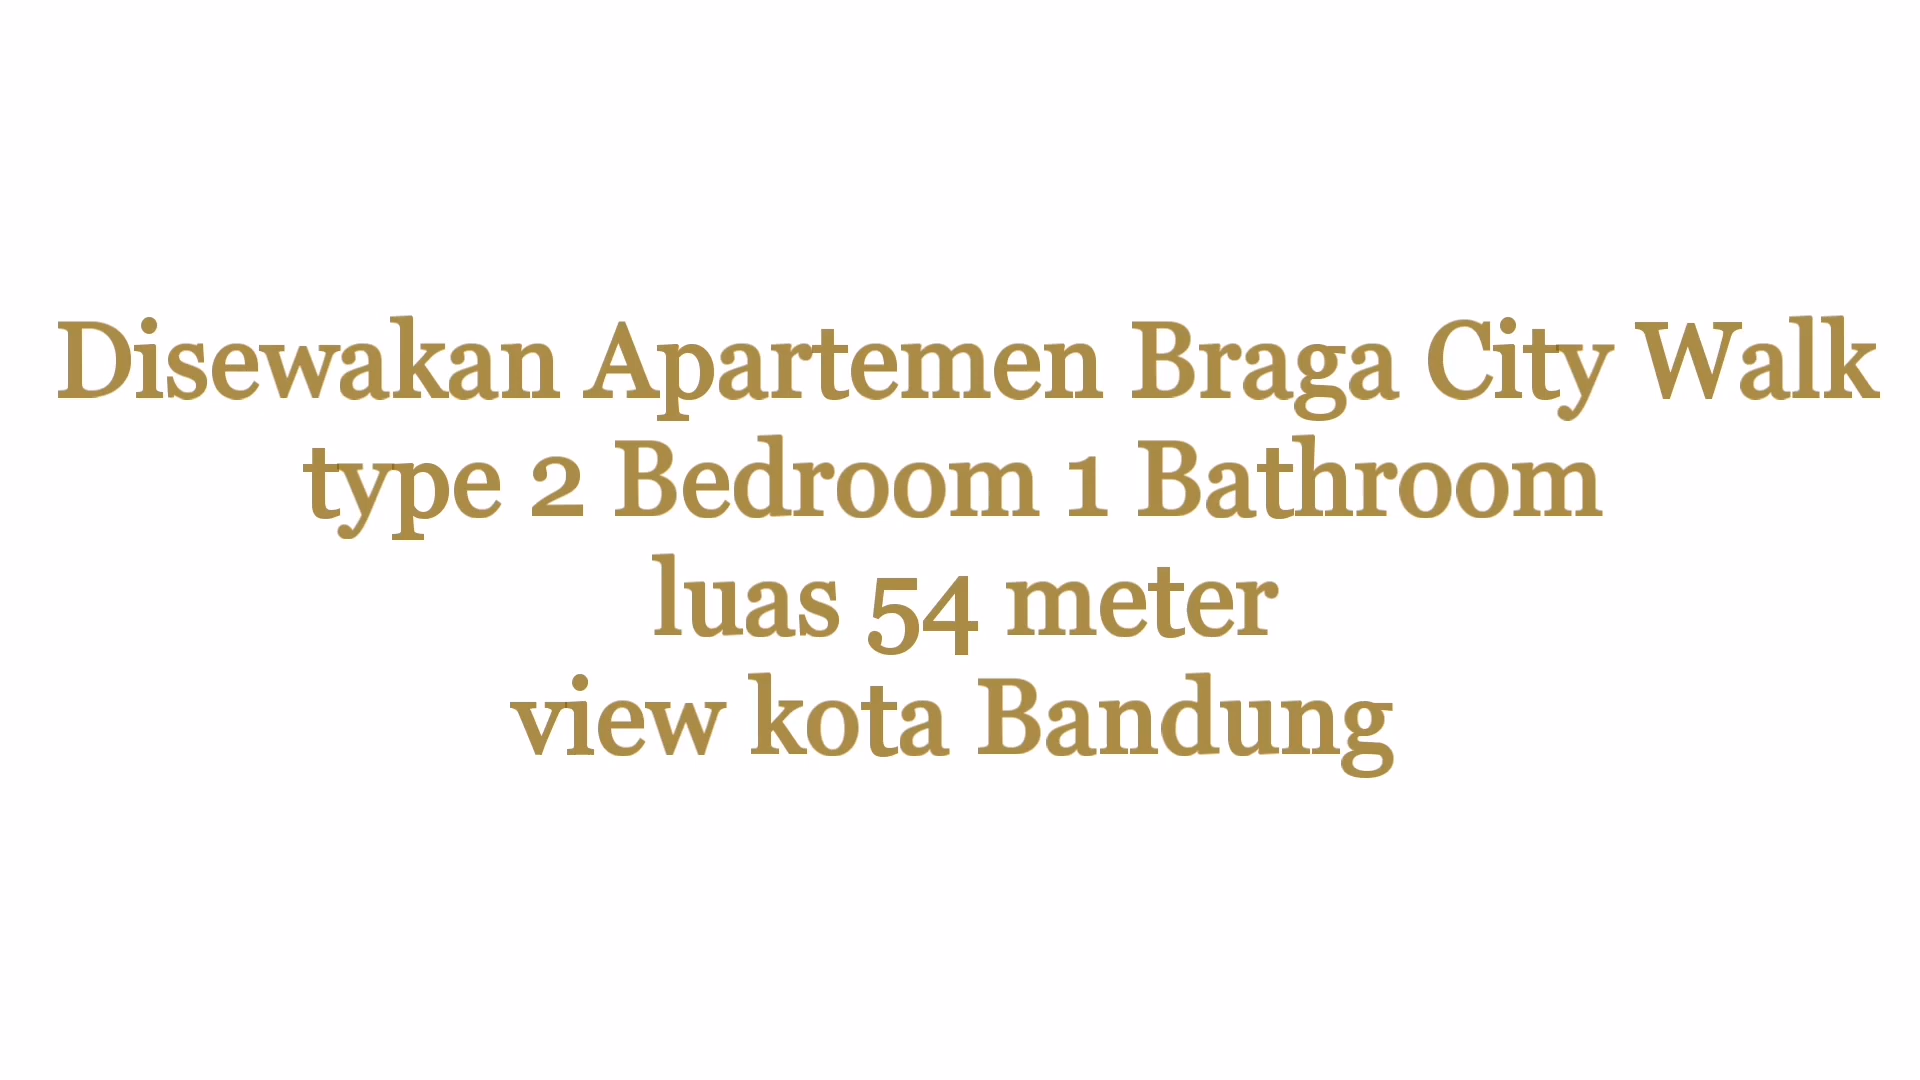 Disewakan Apartemen Braga City Walk
type 2 Bedroom 1 Bathroom
luas 54 meter
view kota Bandung